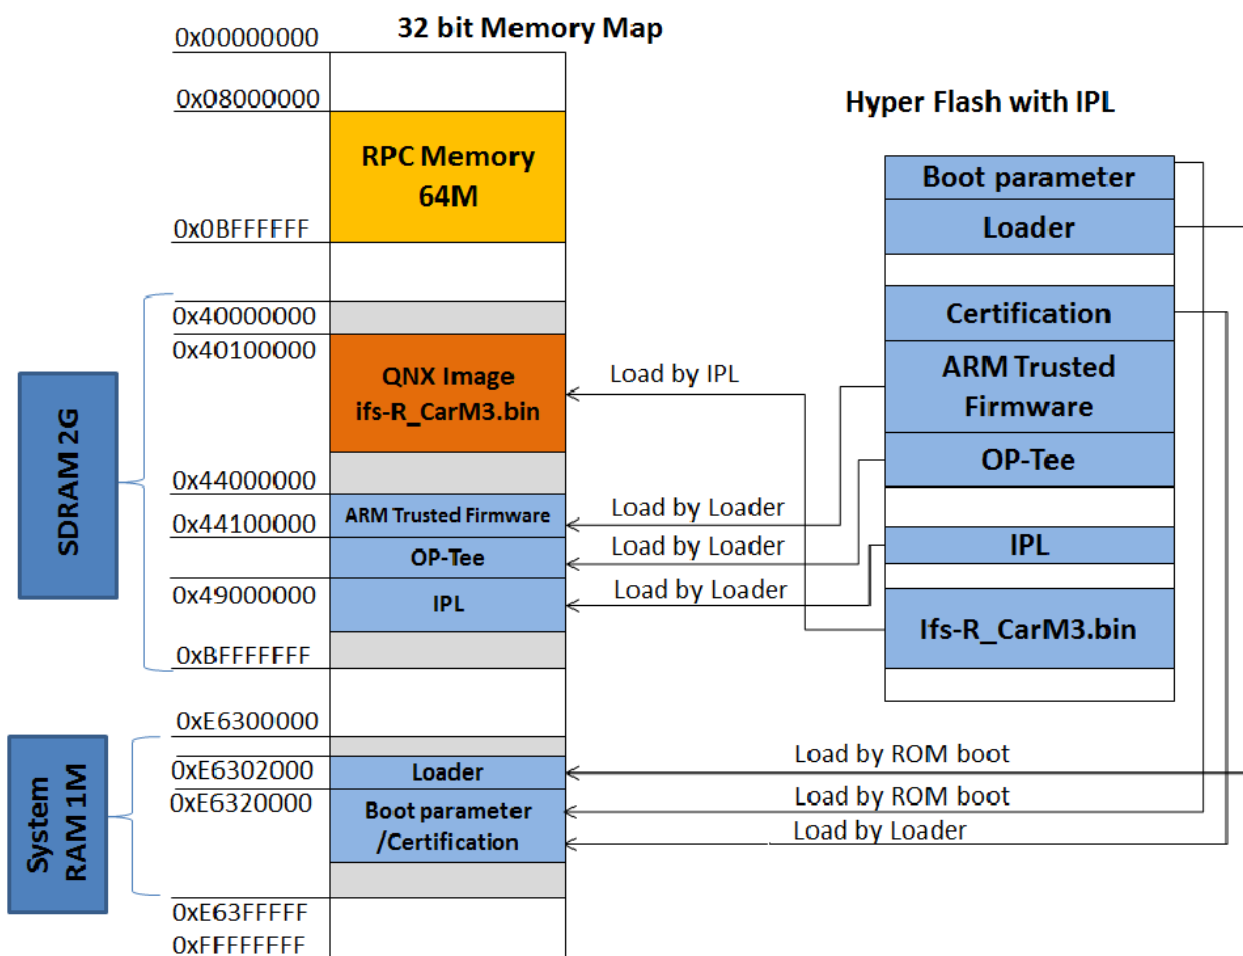 32 bit Memory Map
0x00000000
0x08000000
RPC Memory
64M
0x0BFFFFFF
0x40000000
0x40100000
QNX Image
ifs-R_CarM3.bin
0x44000000
ARM Trusted Firmware
0x44100000
OP-Tee
0x49000000
IPL
0xBFFFFFFF
0xE6300000
0xE6302000
Loader
0xE6320000
Boot parameter
/Certification
0xE63FFFFF
0xFFFFFFFF
SDRAM 2G
System
RAM 1M
Load by IPL
Load by Loader
Load by Loader
Load by Loader
Load by ROM boot
Load by ROM boot
Load by Loader
Hyper Flash with IPL
Boot parameter
Loader
Certification
ARM Trusted
Firmware
OP-Tee
IPL
Ifs-R_CarM3.bin